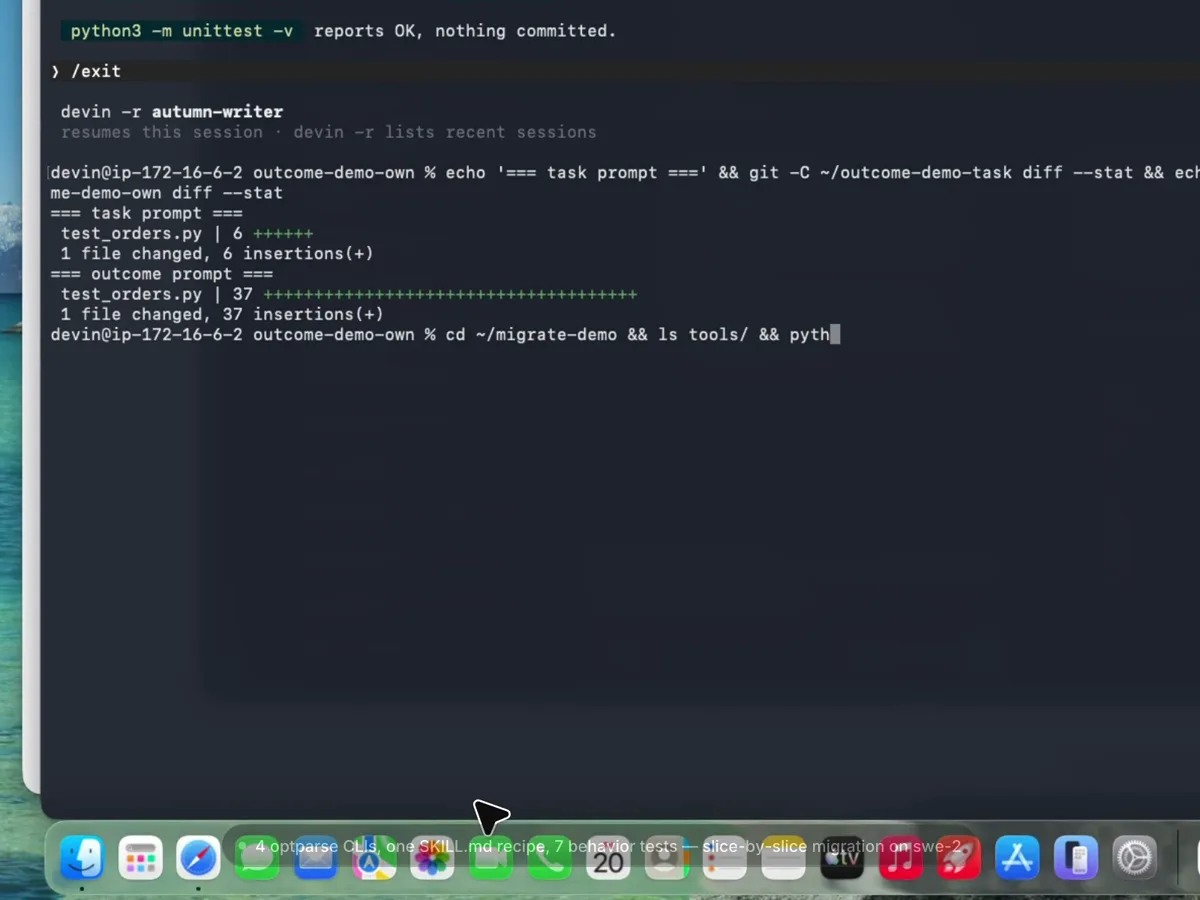 python3 -m unittest -v reports OK, nothing committed.
❯ /exit
devin -r autumn-writer
resumes this session · devin -r lists recent sessions
devin@ip-172-16-6-2 outcome-demo-own % echo '=== task prompt ===' && git -C ~/outcome-demo-task diff --stat && ech
me-demo-own diff --stat
=== task prompt ===
test_orders.py | 6 ++++++
1 file changed, 6 insertions(+)
=== outcome prompt ===
test_orders.py | 37 +++++++++++++++++++++++++++++++++++++
1 file changed, 37 insertions(+)
devin@ip-172-16-6-2 outcome-demo-own % cd ~/migrate-demo && ls tools/ && pyth
4 optparse CLIs, one SKILL.md recipe, 7 behavior tests — slice-by-slice migration on swe-2
20
tv